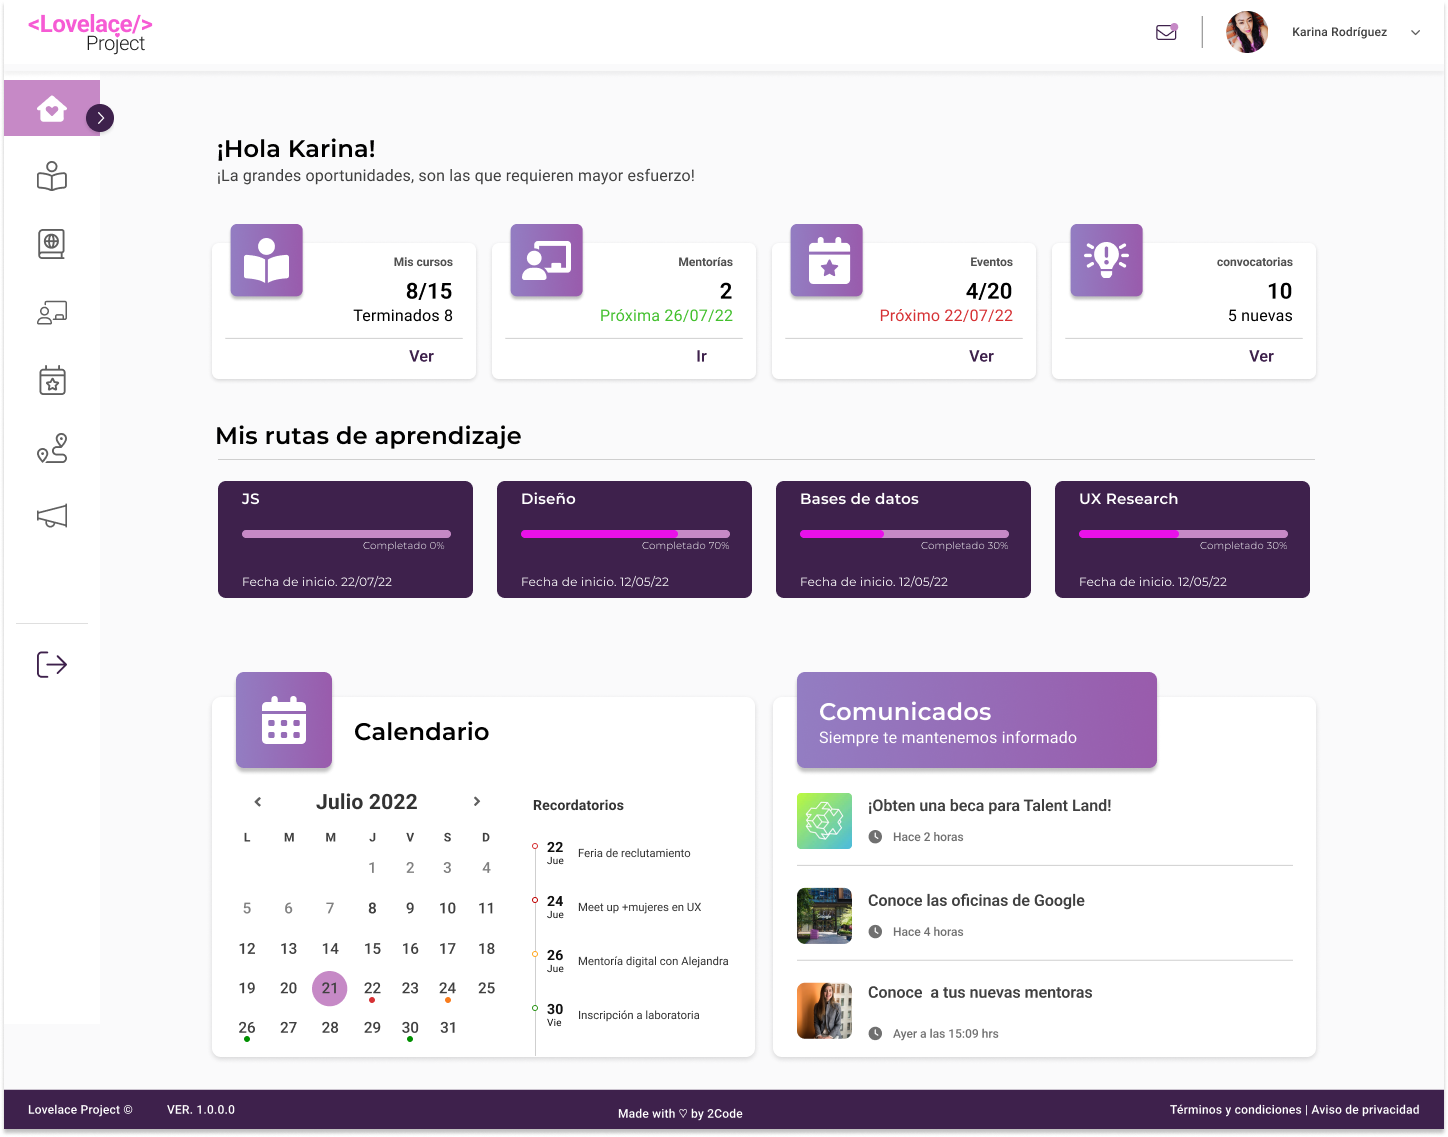 <Lovelace/>
Project
Karina Rodríguez
¡Hola Karina!
¡La grandes oportunidades, son las que requieren mayor esfuerzo!
Mis cursos
8/15
Terminados 8
Ver
Mentorías
2
Próxima 26/07/22
Ir
Eventos
4/20
Próximo 22/07/22
Ver
convocatorias
10
5 nuevas
Ver
Mis rutas de aprendizaje
JS
Completado 0%
Fecha de inicio. 22/07/22
Diseño
Completado 70%
Fecha de inicio. 12/05/22
Bases de datos
Completado 30%
Fecha de inicio. 12/05/22
UX Research
Completado 30%
Fecha de inicio. 12/05/22
Calendario
Julio 2022
L M M J V S D
1 2 3 4
5 6 7 8 9 10 11
12 13 14 15 16 17 18
19 20 21 22 23 24 25
26 27 28 29 30 31
Recordatorios
22
Jue
Feria de reclutamiento
24
Jue
Meet up +mujeres en UX
26
Jue
Mentoría digital con Alejandra
30
Vie
Inscripción a laboratoria
Comunicados
Siempre te mantenemos informado
¡Obten una beca para Talent Land!
Hace 2 horas
Google
Conoce las oficinas de Google
Hace 4 horas
Conoce  a tus nuevas mentoras
Ayer a las 15:09 hrs
Lovelace Project ©
VER. 1.0.0.0
Made with ♡ by 2Code
Términos y condiciones | Aviso de privacidad